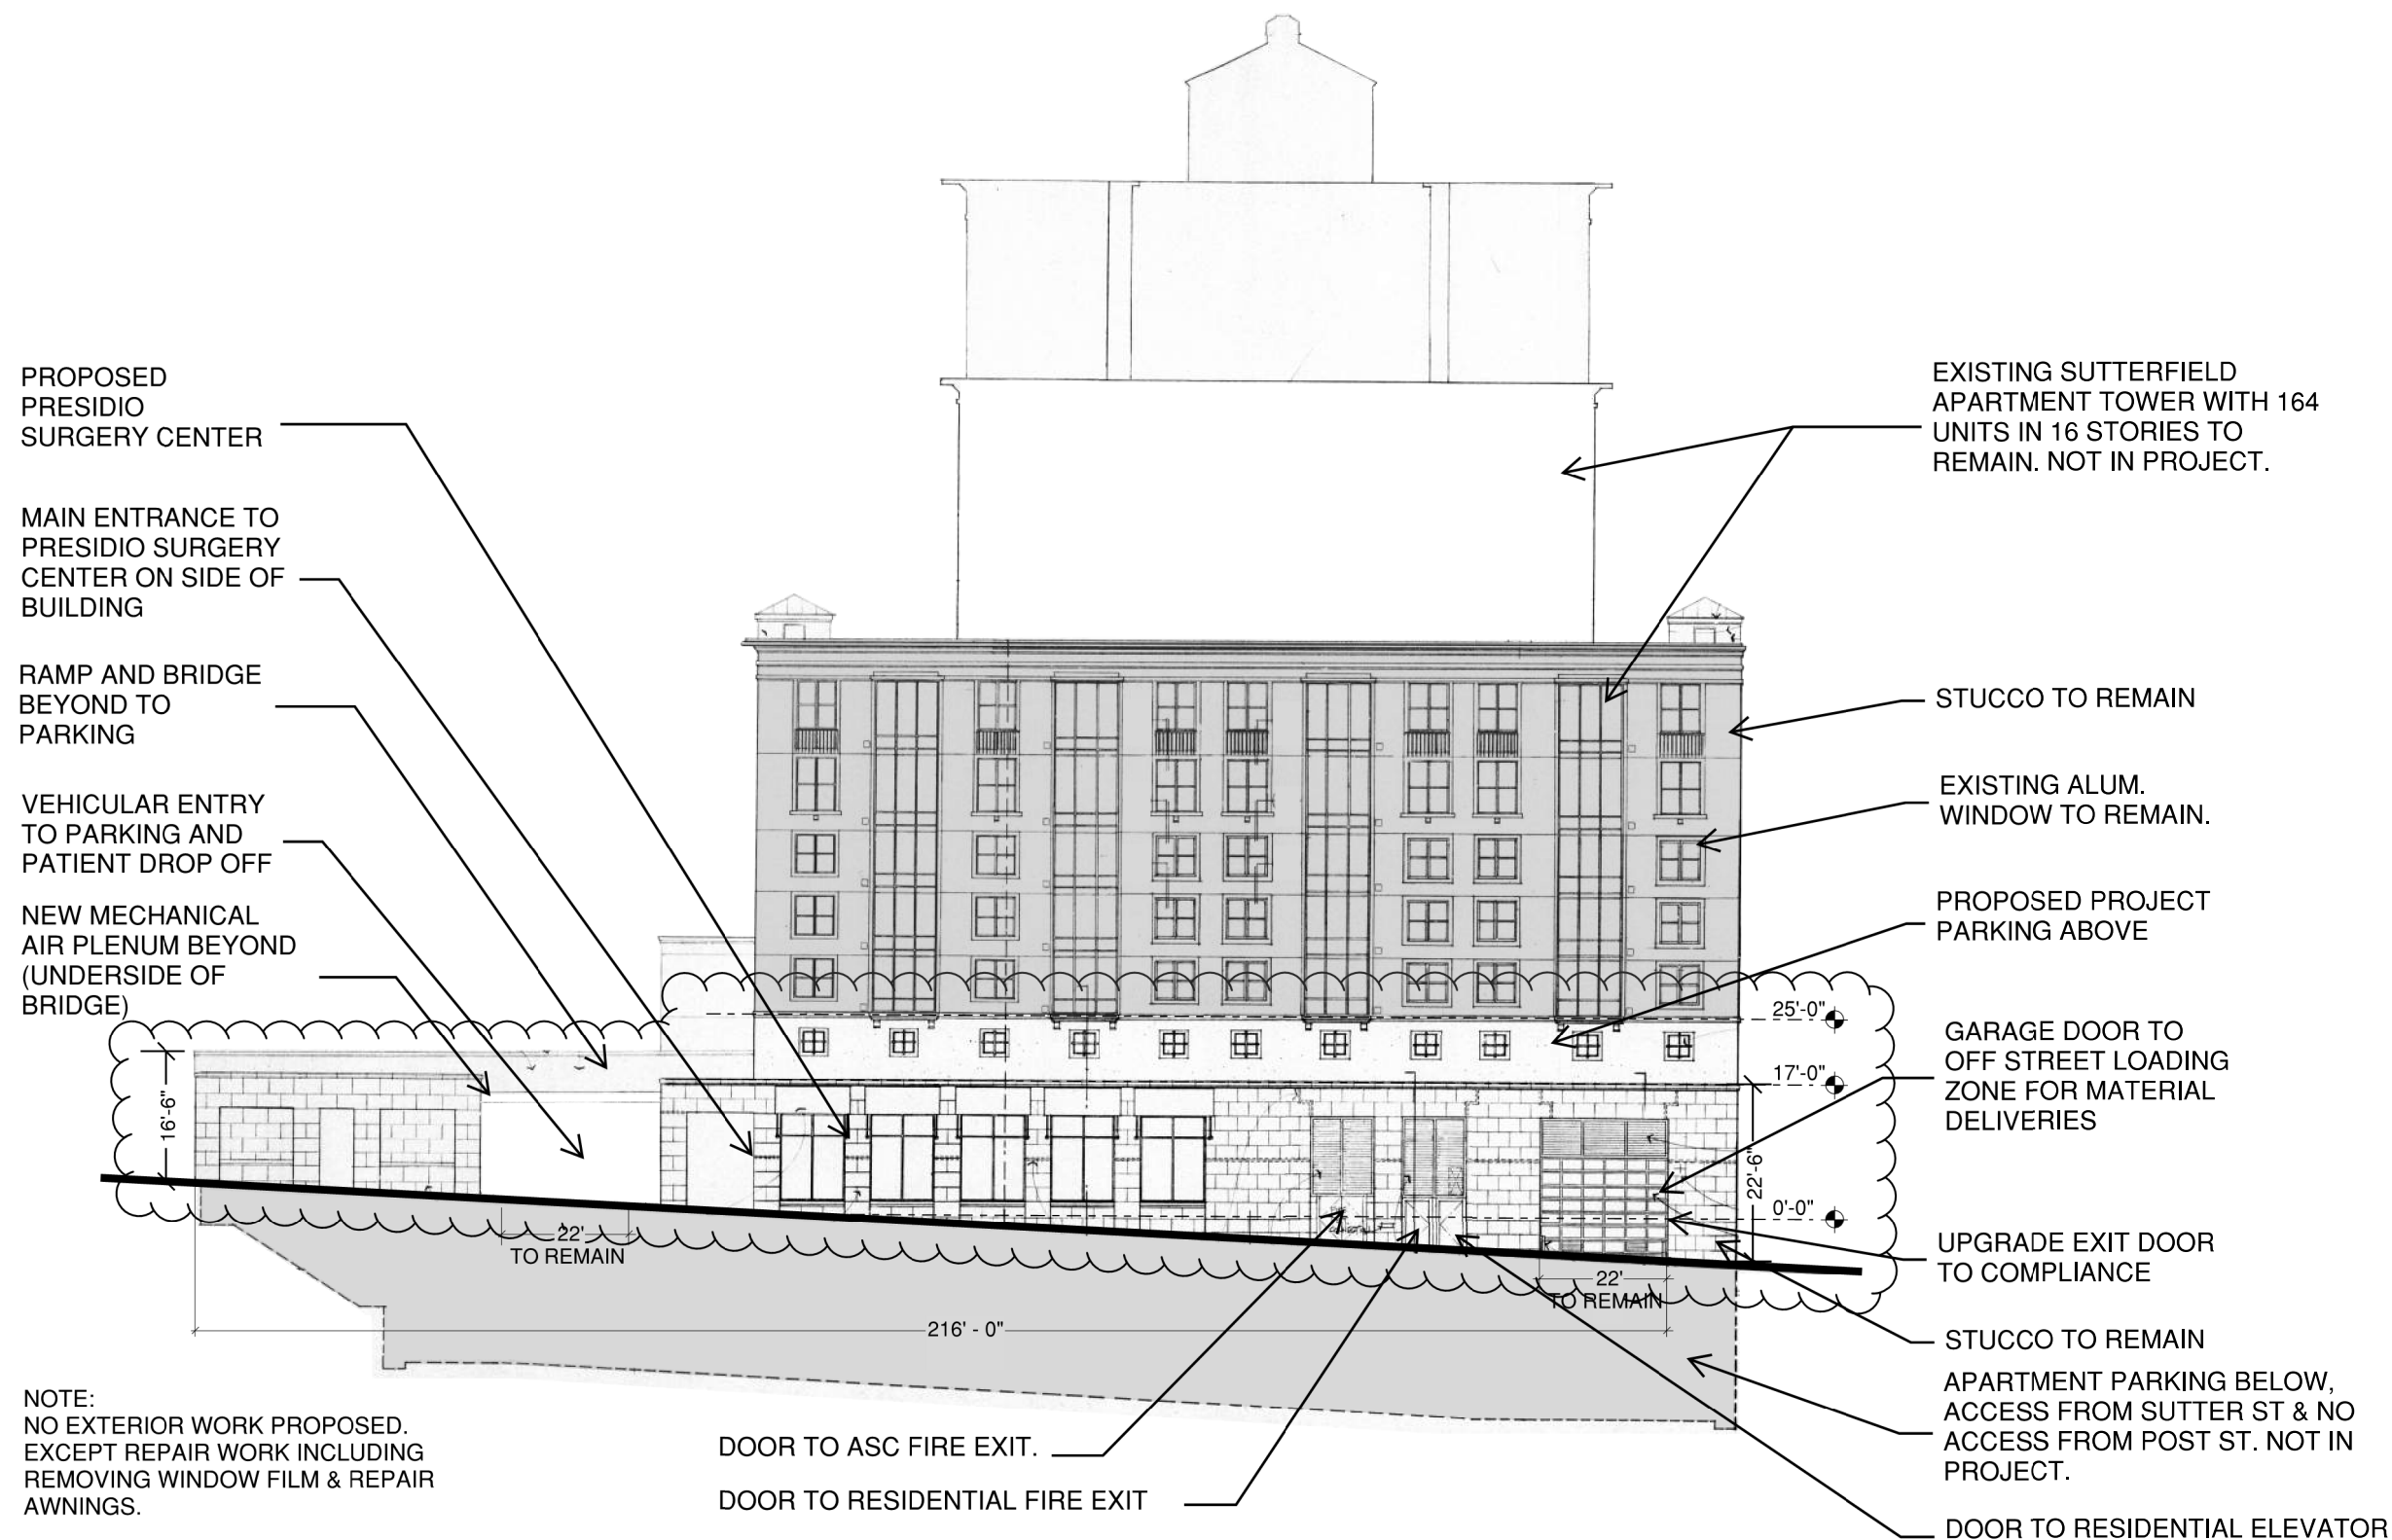 PROPOSED
PRESIDIO
SURGERY CENTER
MAIN ENTRANCE TO
PRESIDIO SURGERY
CENTER ON SIDE OF
BUILDING
RAMP AND BRIDGE
BEYOND TO
PARKING
VEHICULAR ENTRY
TO PARKING AND
PATIENT DROP OFF
NEW MECHANICAL
AIR PLENUM BEYOND
(UNDERSIDE OF
BRIDGE)
16'-6"
22'
TO REMAIN
216' - 0"
NOTE:
NO EXTERIOR WORK PROPOSED.
EXCEPT REPAIR WORK INCLUDING
REMOVING WINDOW FILM & REPAIR
AWNINGS.
DOOR TO ASC FIRE EXIT.
DOOR TO RESIDENTIAL FIRE EXIT
EXISTING SUTTERFIELD
APARTMENT TOWER WITH 164
UNITS IN 16 STORIES TO
REMAIN. NOT IN PROJECT.
STUCCO TO REMAIN
EXISTING ALUM.
WINDOW TO REMAIN.
PROPOSED PROJECT
PARKING ABOVE
25'-0"
17'-0"
22'-6"
0'-0"
22'
TO REMAIN
GARAGE DOOR TO
OFF STREET LOADING
ZONE FOR MATERIAL
DELIVERIES
UPGRADE EXIT DOOR
TO COMPLIANCE
STUCCO TO REMAIN
APARTMENT PARKING BELOW,
ACCESS FROM SUTTER ST & NO
ACCESS FROM POST ST. NOT IN
PROJECT.
DOOR TO RESIDENTIAL ELEVATOR